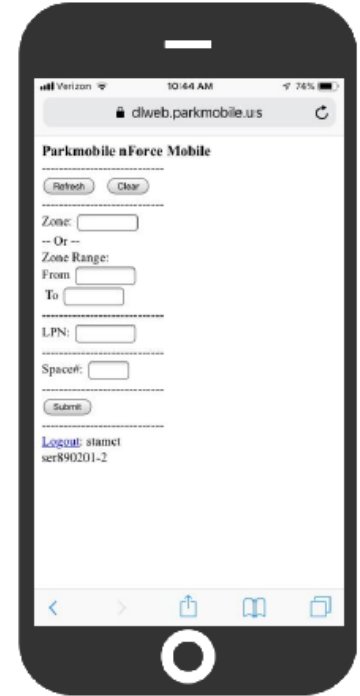 Verizon 10:44 AM 74%
dlweb.parkmobile.us
Parkmobile nForce Mobile
--------------------------------
Refresh Clear
--------------------------------
Zone:
-- Or --
Zone Range:
From
To
--------------------------------
LPN:
--------------------------------
Space#:
--------------------------------
Submit
--------------------------------
Logout: stamct
ser890201-2